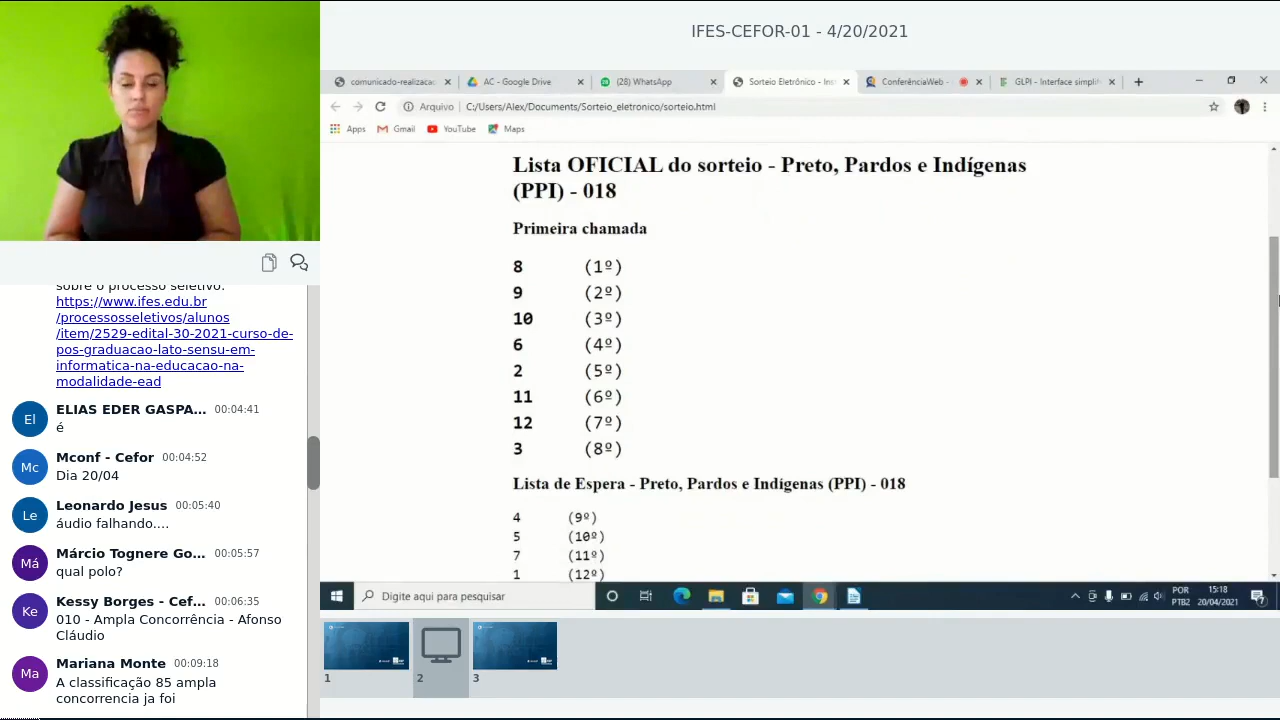 IFES-CEFOR-01 - 4/20/2021
comunicado-realizaca
AC - Google Drive
(28) WhatsApp
Sorteio Eletrônico - Ins
ConferênciaWeb -
GLPI - Interface simplif
Arquivo
C:/Users/Alex/Documents/Sorteio_eletronico/sorteio.html
Apps
Gmail
YouTube
Maps
Lista OFICIAL do sorteio - Preto, Pardos e Indígenas
(PPI) - 018
Primeira chamada
8 (1º)
9 (2º)
10 (3º)
6 (4º)
2 (5º)
11 (6º)
12 (7º)
3 (8º)
Lista de Espera - Preto, Pardos e Indígenas (PPI) - 018
4 (9º)
5 (10º)
7 (11º)
1 (12º)
sobre o processo seletivo:
https://www.ifes.edu.br
/processosseletivos/alunos
/item/2529-edital-30-2021-curso-de-
pos-graduacao-lato-sensu-em-
informatica-na-educacao-na-
modalidade-ead
El
ELIAS EDER GASPA... 00:04:41
é
Mc
Mconf - Cefor 00:04:52
Dia 20/04
Le
Leonardo Jesus 00:05:40
áudio falhando....
Má
Márcio Tognere Go... 00:05:57
qual polo?
Ke
Kessy Borges - Cef... 00:06:35
010 - Ampla Concorrência - Afonso
Cláudio
Ma
Mariana Monte 00:09:18
A classificação 85 ampla
concorrencia ja foi
Digite aqui para pesquisar
POR
PTB2
15:18
20/04/2021
1
2
3